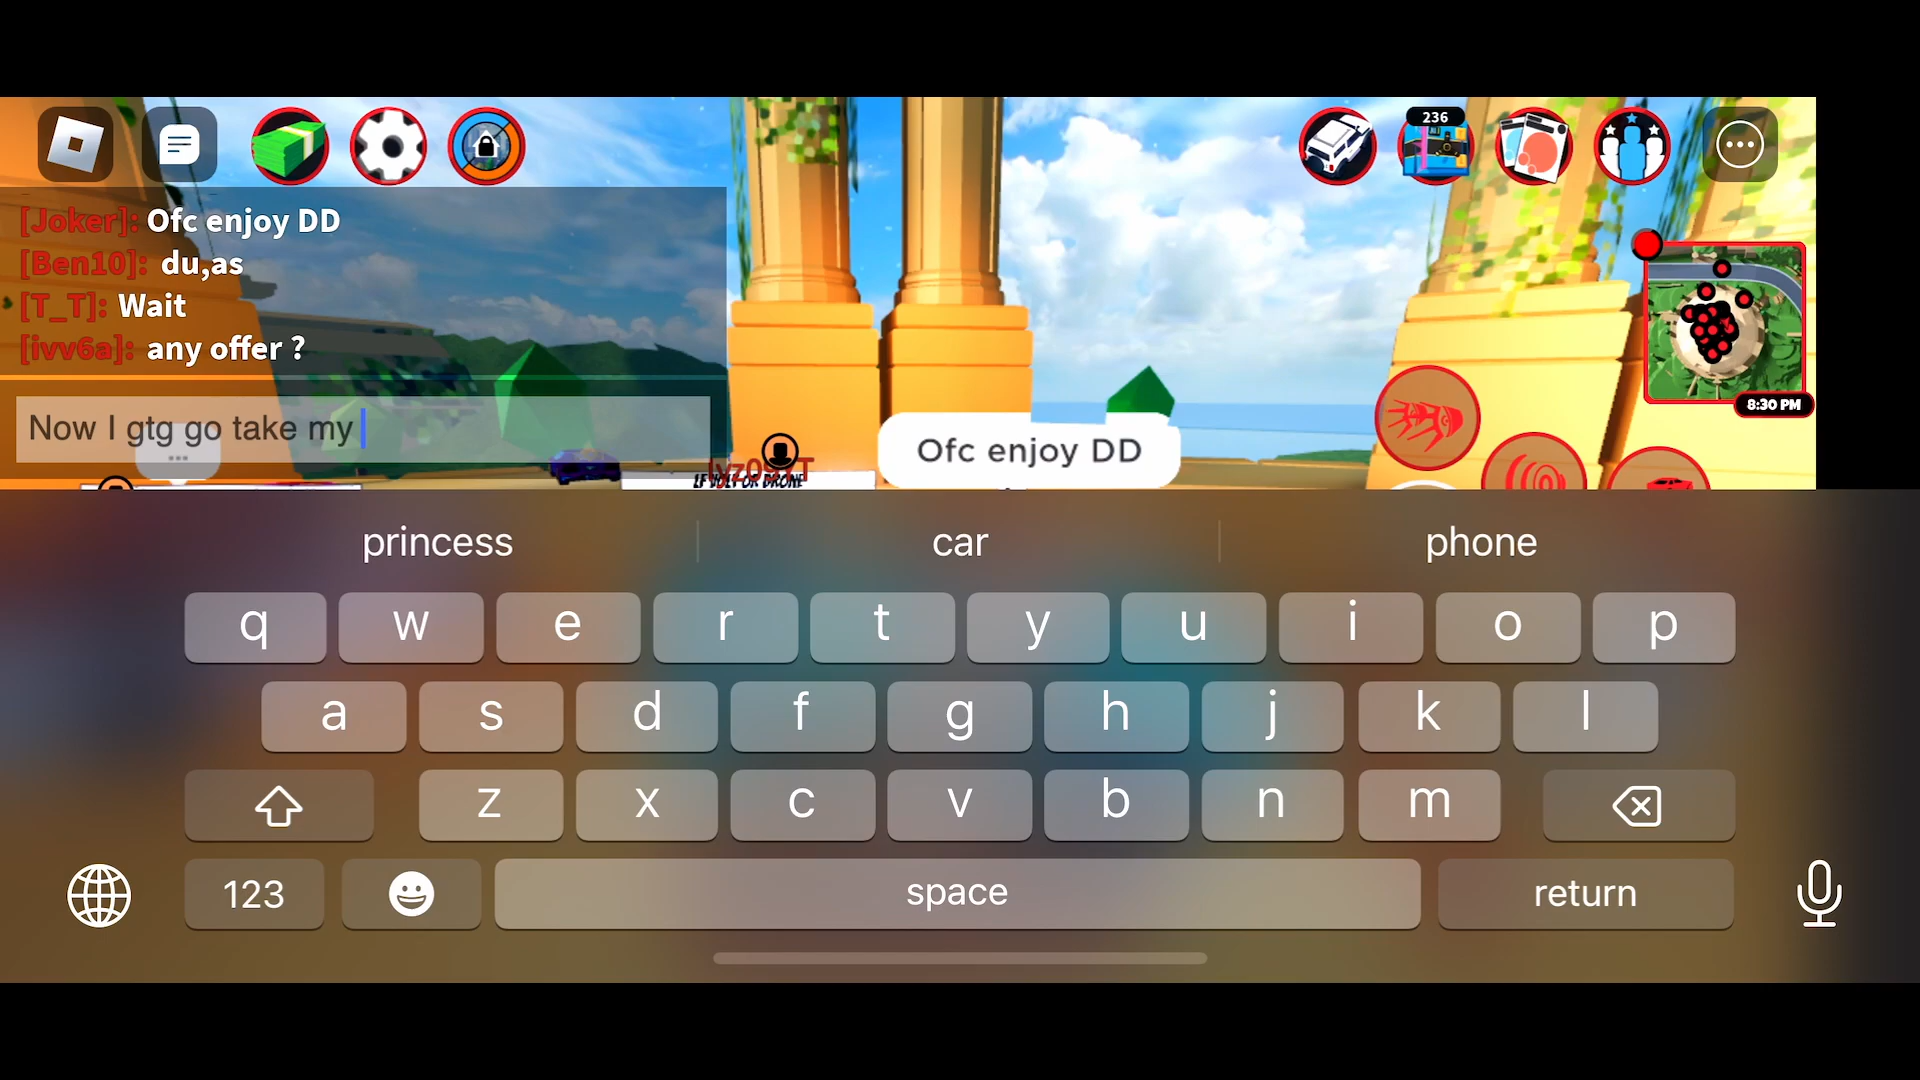 236
[Joker]: Ofc enjoy DD
[Ben10]: du,as
[T_T]: Wait
[ivv6a]: any offer ?
8:30 PM
Now I gtg go take my
Ofc enjoy DD
princess car phone
q w e r t y u i o p
a s d f g h j k l
z x c v b n m
123 space return